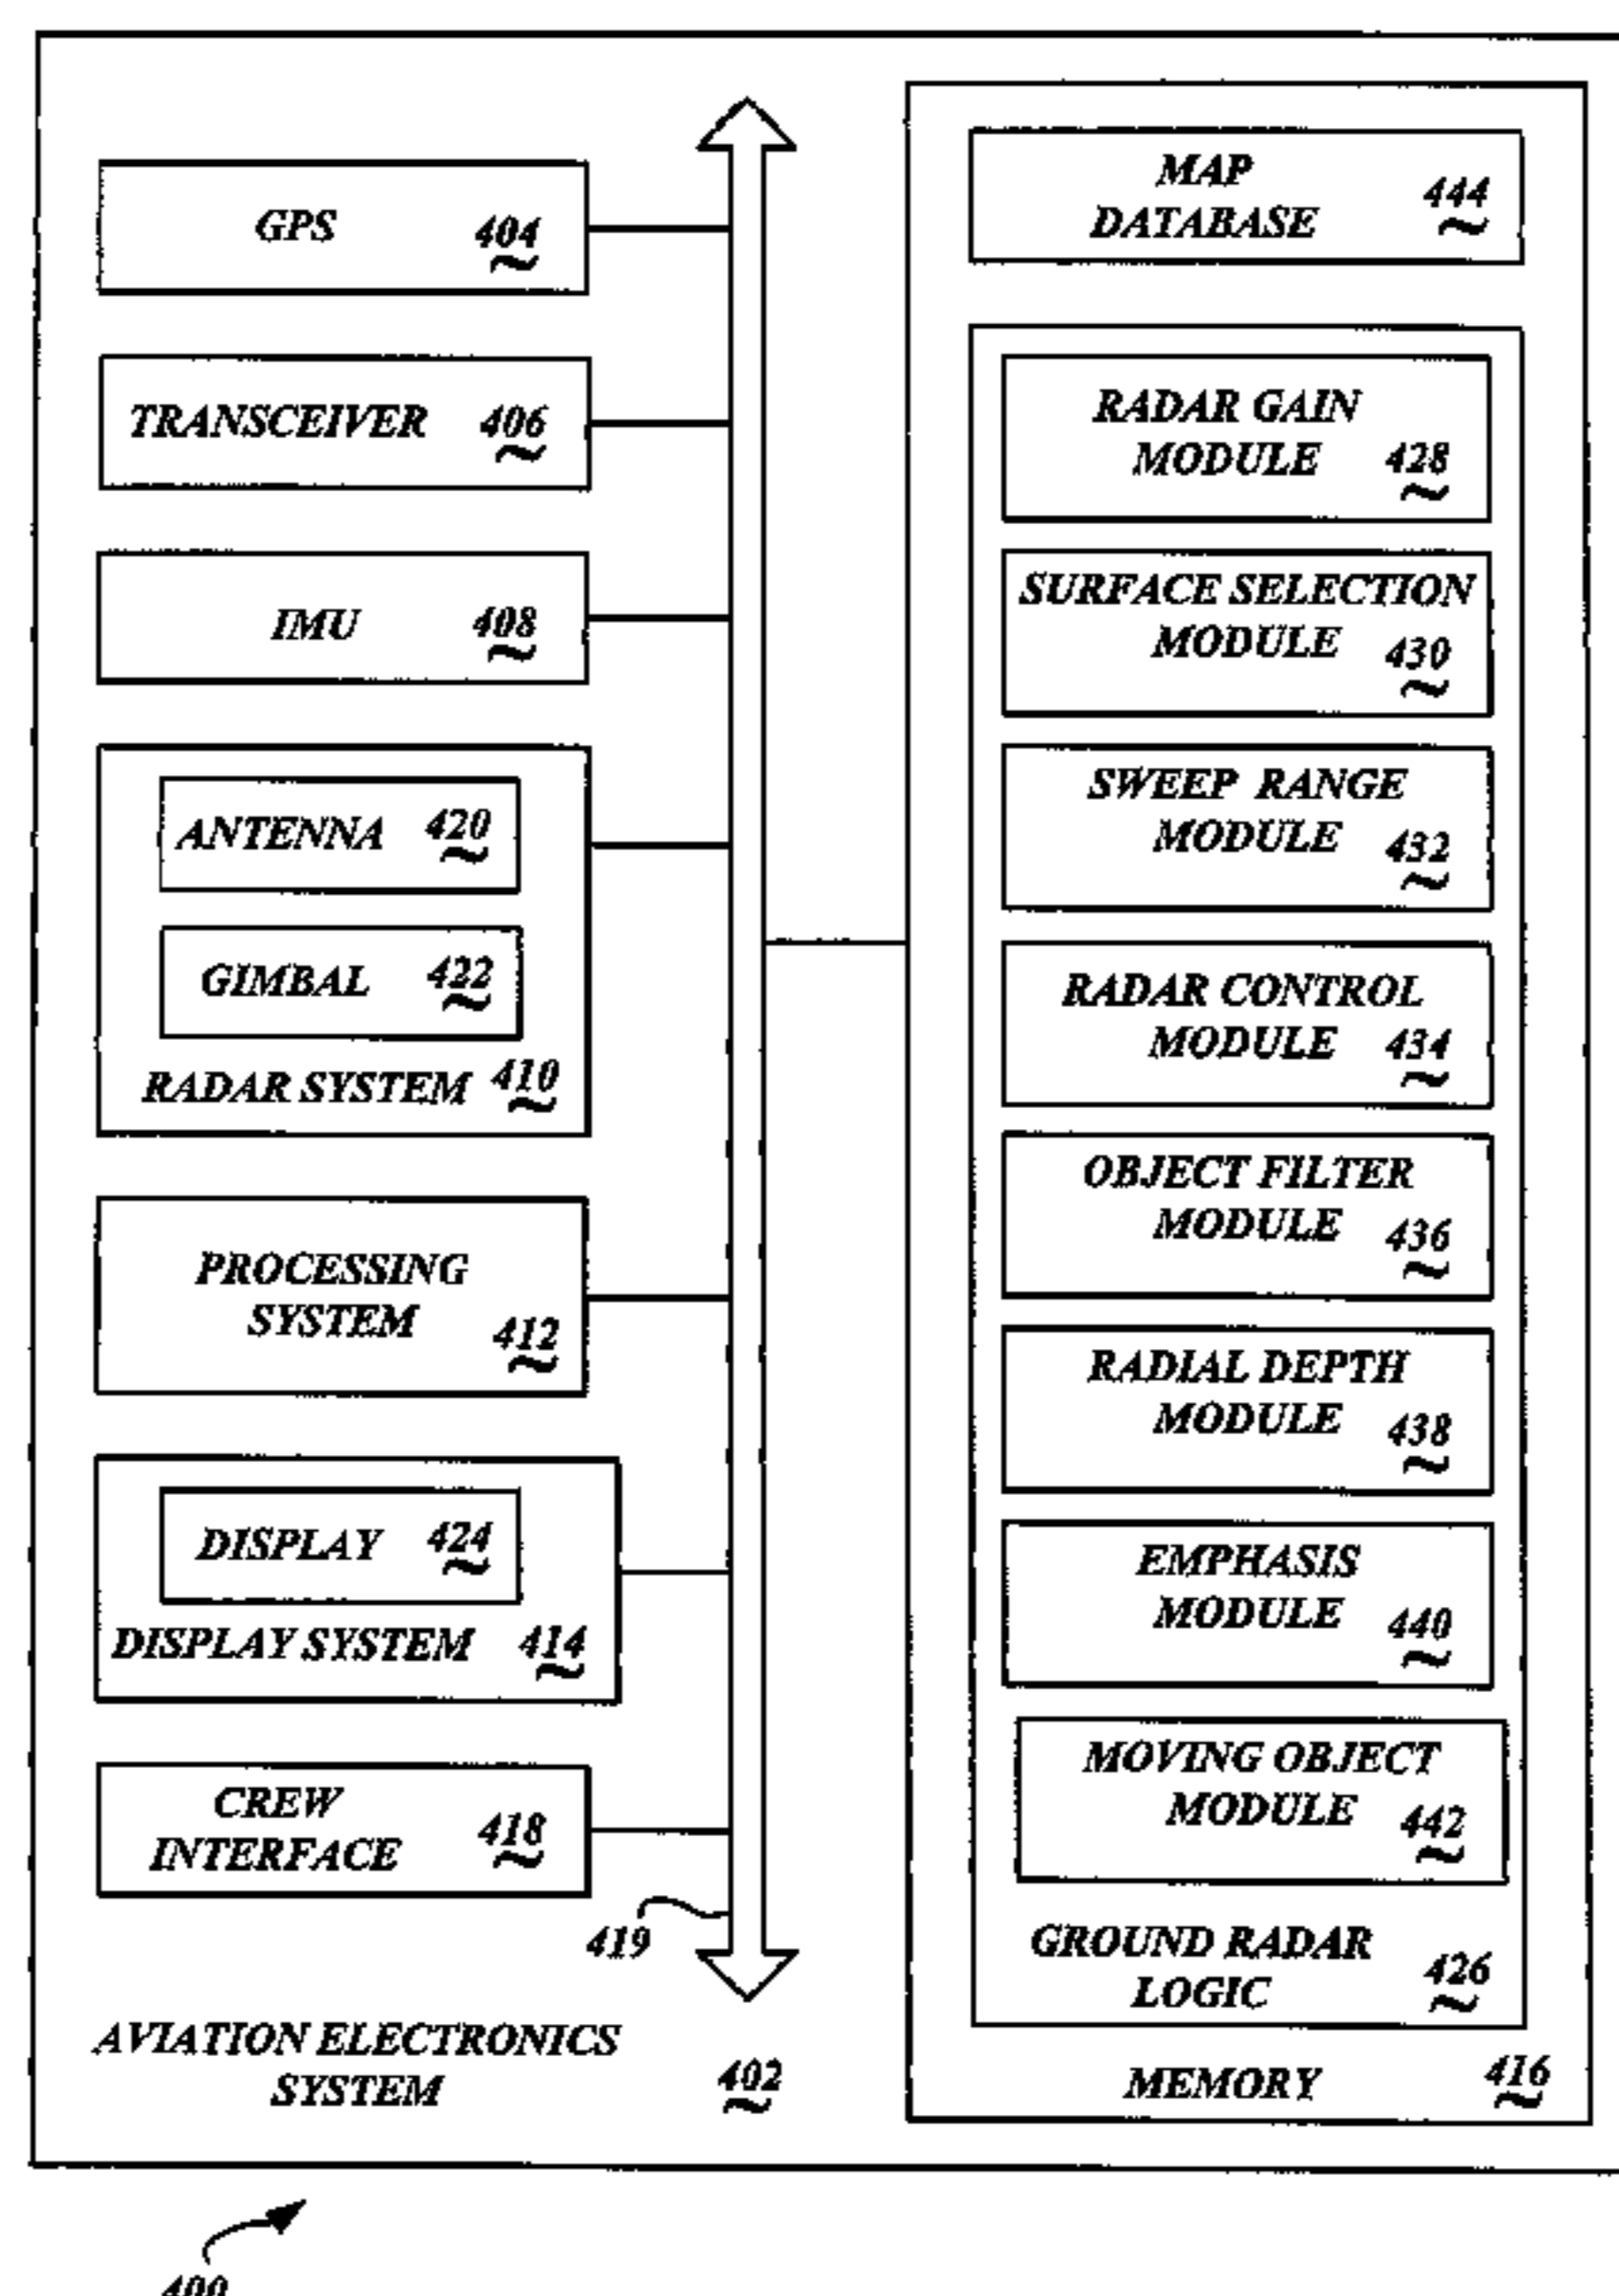 GPS 404
TRANSCEIVER 406
IMU 408
ANTENNA 420
GIMBAL 422
RADAR SYSTEM 410
PROCESSING
SYSTEM 412
DISPLAY 424
DISPLAY SYSTEM 414
CREW
INTERFACE 418
419
AVIATION ELECTRONICS
SYSTEM 402
MAP
DATABASE 444
RADAR GAIN
MODULE 428
SURFACE SELECTION
MODULE 430
SWEEP RANGE
MODULE 432
RADAR CONTROL
MODULE 434
OBJECT FILTER
MODULE 436
RADIAL DEPTH
MODULE 438
EMPHASIS
MODULE 440
MOVING OBJECT
MODULE 442
GROUND RADAR
LOGIC 426
MEMORY 416
400